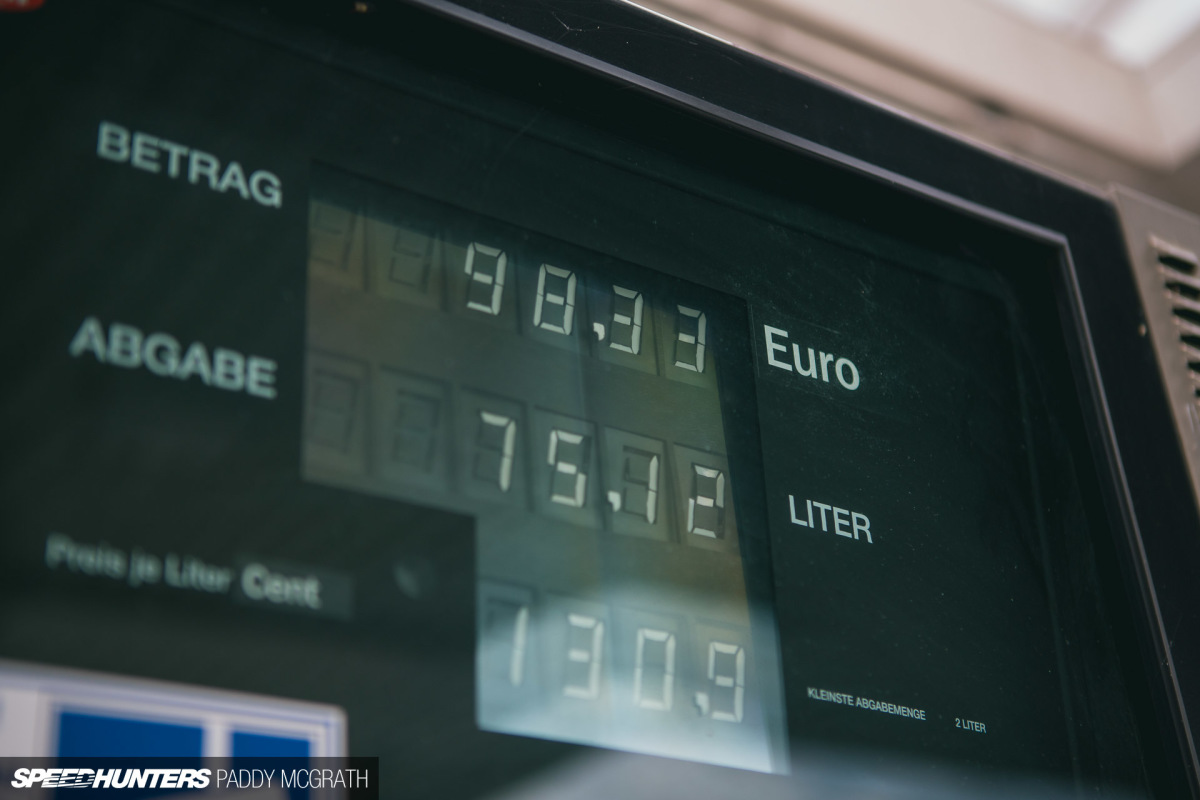 BETRAG
98,33
Euro
ABGABE
75,12
LITER
Preis je Liter Cent
130,9
KLEINSTE ABGABEMENGE 2 LITER
SPEEDHUNTERS PADDY MCGRATH